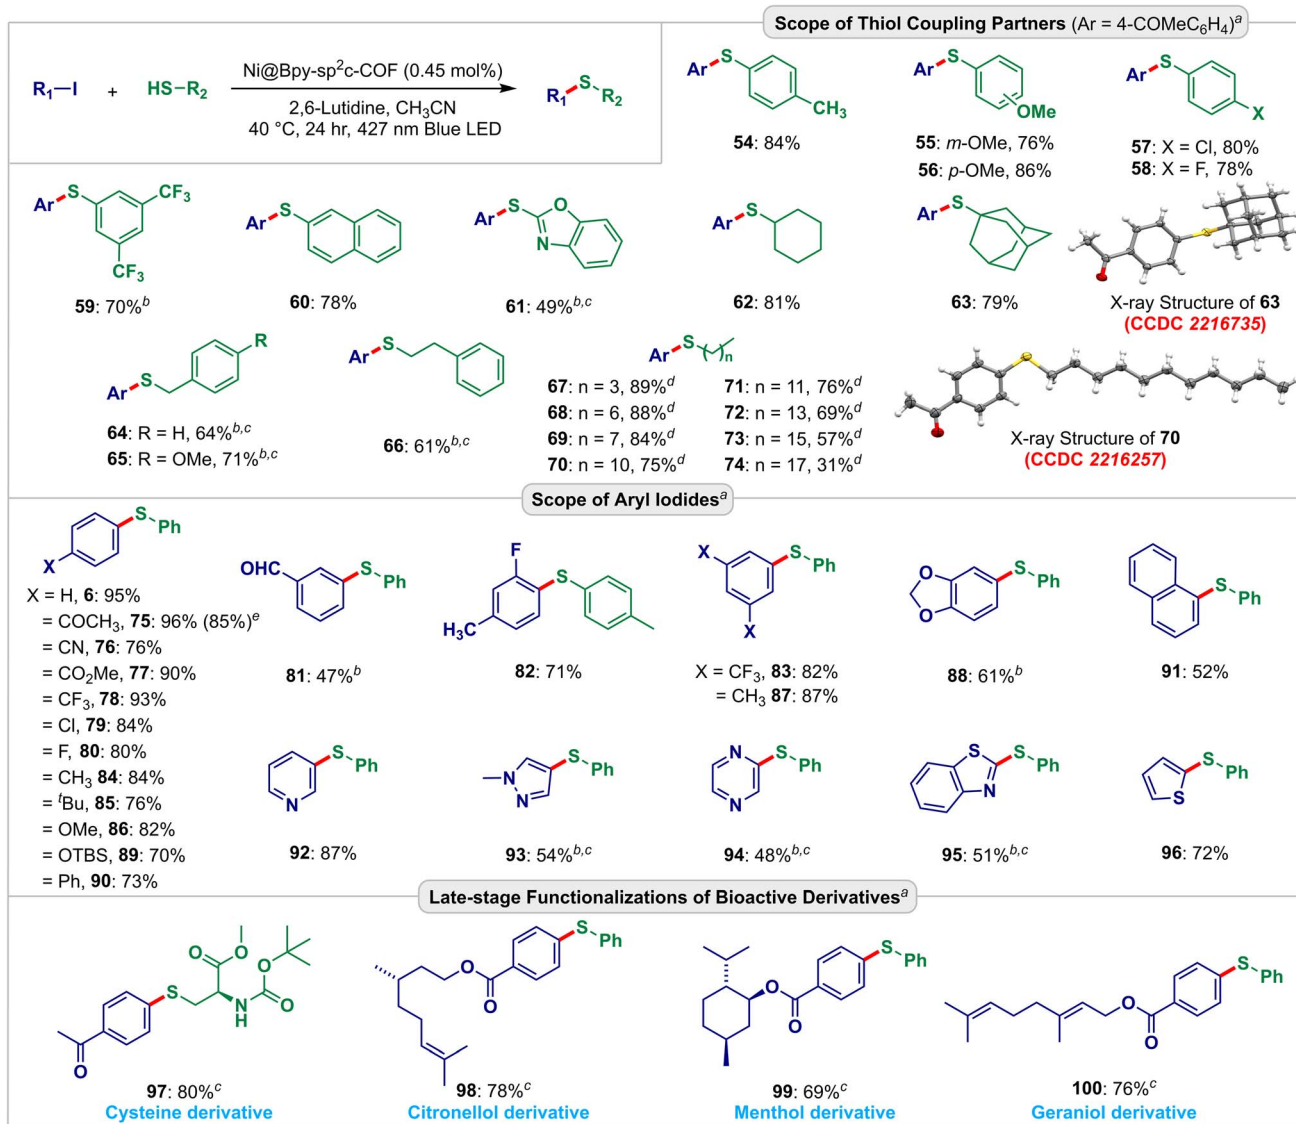 Scope of Thiol Coupling Partners (Ar = 4-COMeC₆H₄)ᵃ
R₁–I + HS–R₂
Ni@Bpy-sp²c-COF (0.45 mol%)
2,6-Lutidine, CH₃CN
40 °C, 24 hr, 427 nm Blue LED
R₁ S R₂
Ar S CH₃
54: 84%
Ar S OMe
55: m-OMe, 76%
56: p-OMe, 86%
Ar S X
57: X = Cl, 80%
58: X = F, 78%
Ar S CF₃
CF₃
59: 70%ᵇ
Ar S
60: 78%
Ar S O
N
61: 49%ᵇ,ᶜ
Ar S
62: 81%
Ar S
63: 79%
X-ray Structure of 63
(CCDC 2216735)
Ar S R
64: R = H, 64%ᵇ,ᶜ
65: R = OMe, 71%ᵇ,ᶜ
Ar S
66: 61%ᵇ,ᶜ
Ar S ( )n
67: n = 3, 89%ᵈ
68: n = 6, 88%ᵈ
69: n = 7, 84%ᵈ
70: n = 10, 75%ᵈ
71: n = 11, 76%ᵈ
72: n = 13, 69%ᵈ
73: n = 15, 57%ᵈ
74: n = 17, 31%ᵈ
X-ray Structure of 70
(CCDC 2216257)
Scope of Aryl Iodidesᵃ
X S Ph
X = H, 6: 95%
= COCH₃, 75: 96% (85%)ᵉ
= CN, 76: 76%
= CO₂Me, 77: 90%
= CF₃, 78: 93%
= Cl, 79: 84%
= F, 80: 80%
= CH₃ 84: 84%
= ᵗBu, 85: 76%
= OMe, 86: 82%
= OTBS, 89: 70%
= Ph, 90: 73%
OHC S Ph
81: 47%ᵇ
F S
H₃C
82: 71%
X S Ph
X
X = CF₃, 83: 82%
= CH₃ 87: 87%
O O S Ph
88: 61%ᵇ
S Ph
91: 52%
N S Ph
92: 87%
N N S Ph
93: 54%ᵇ,ᶜ
N N S Ph
94: 48%ᵇ,ᶜ
S N S Ph
95: 51%ᵇ,ᶜ
S S Ph
96: 72%
Late-stage Functionalizations of Bioactive Derivativesᵃ
O O O S N H O O
97: 80%ᶜ
Cysteine derivative
O O S Ph
98: 78%ᶜ
Citronellol derivative
O O S Ph
99: 69%ᶜ
Menthol derivative
O O S Ph
100: 76%ᶜ
Geraniol derivative